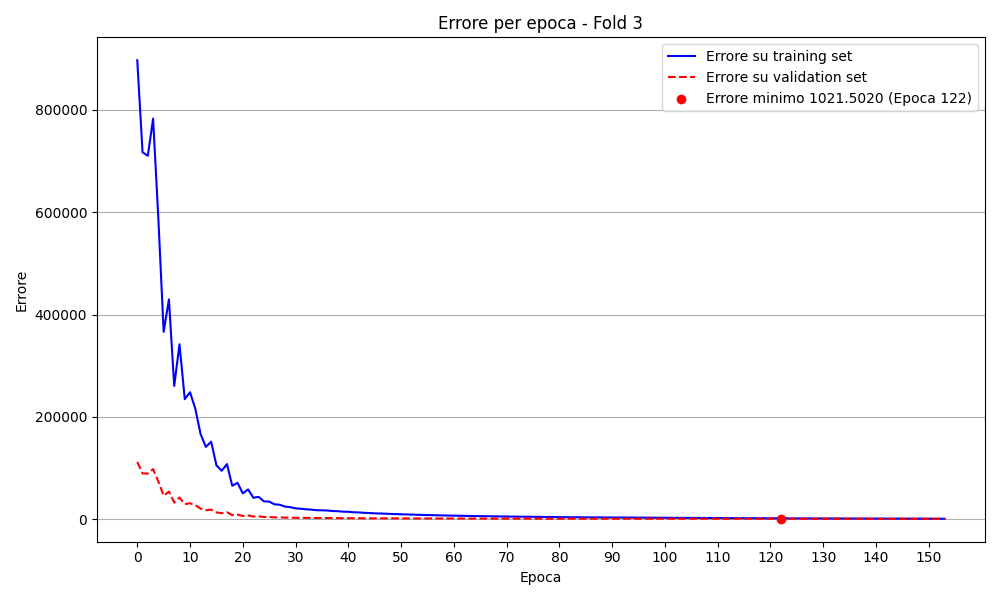 Errore per epoca - Fold 3
Errore su training set
Errore su validation set
Errore minimo 1021.5020 (Epoca 122)
Errore
800000
600000
400000
200000
0
0 10 20 30 40 50 60 70 80 90 100 110 120 130 140 150
Epoca